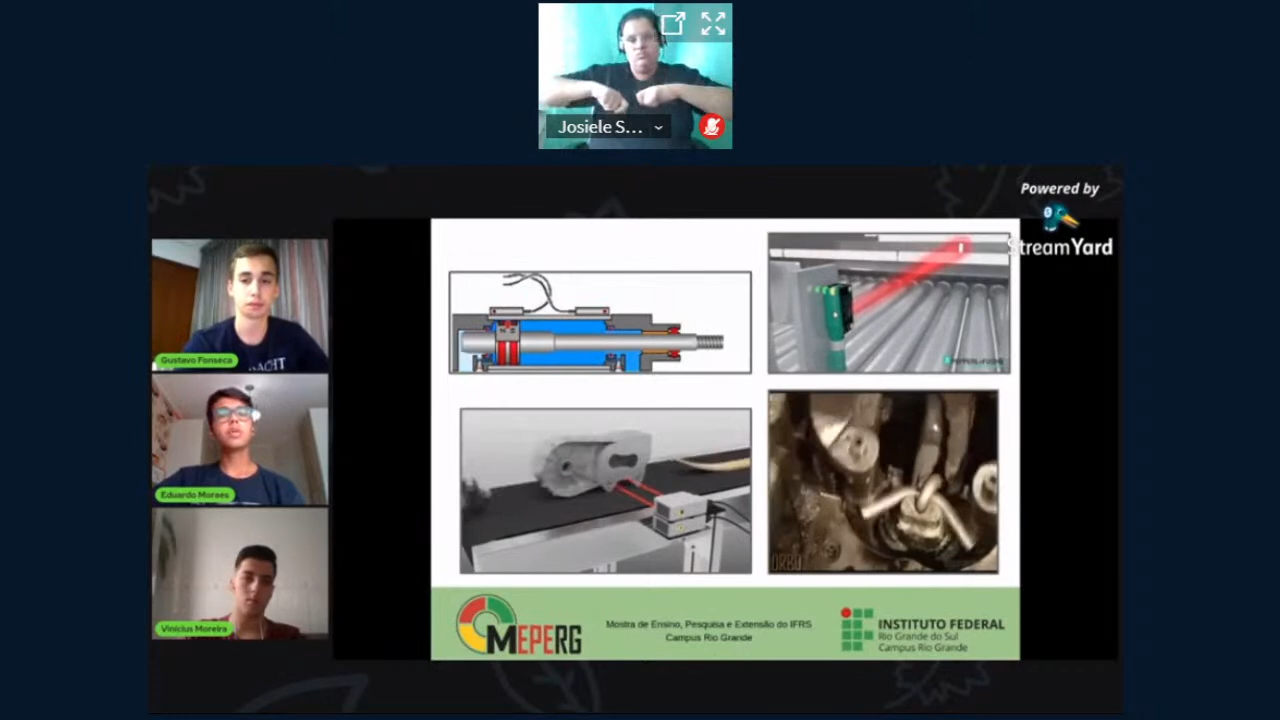 Josiele S...
Powered by
StreamYard
Gustavo Fonseca
Eduardo Moraes
Vinícius Moreira
MEPERG
Mostra de Ensino, Pesquisa e Extensão do IFRS
Campus Rio Grande
INSTITUTO FEDERAL
Rio Grande do Sul
Campus Rio Grande